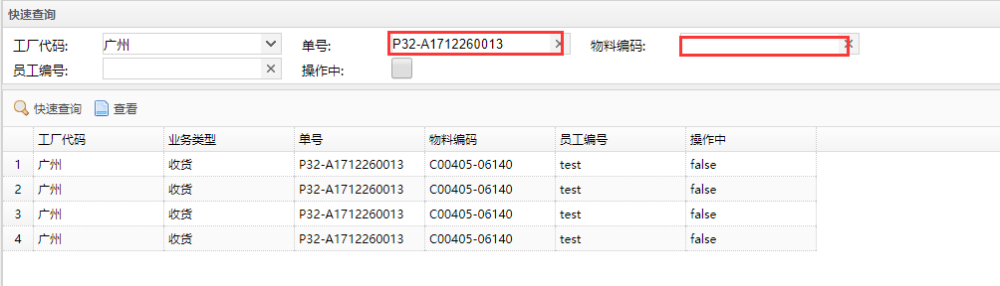 快速查询
工厂代码: 广州 单号: P32-A1712260013 物料编码:
员工编号: 操作中:
快速查询 查看
工厂代码 业务类型 单号 物料编码 员工编号 操作中
1 广州 收货 P32-A1712260013 C00405-06140 test false
2 广州 收货 P32-A1712260013 C00405-06140 test false
3 广州 收货 P32-A1712260013 C00405-06140 test false
4 广州 收货 P32-A1712260013 C00405-06140 test false